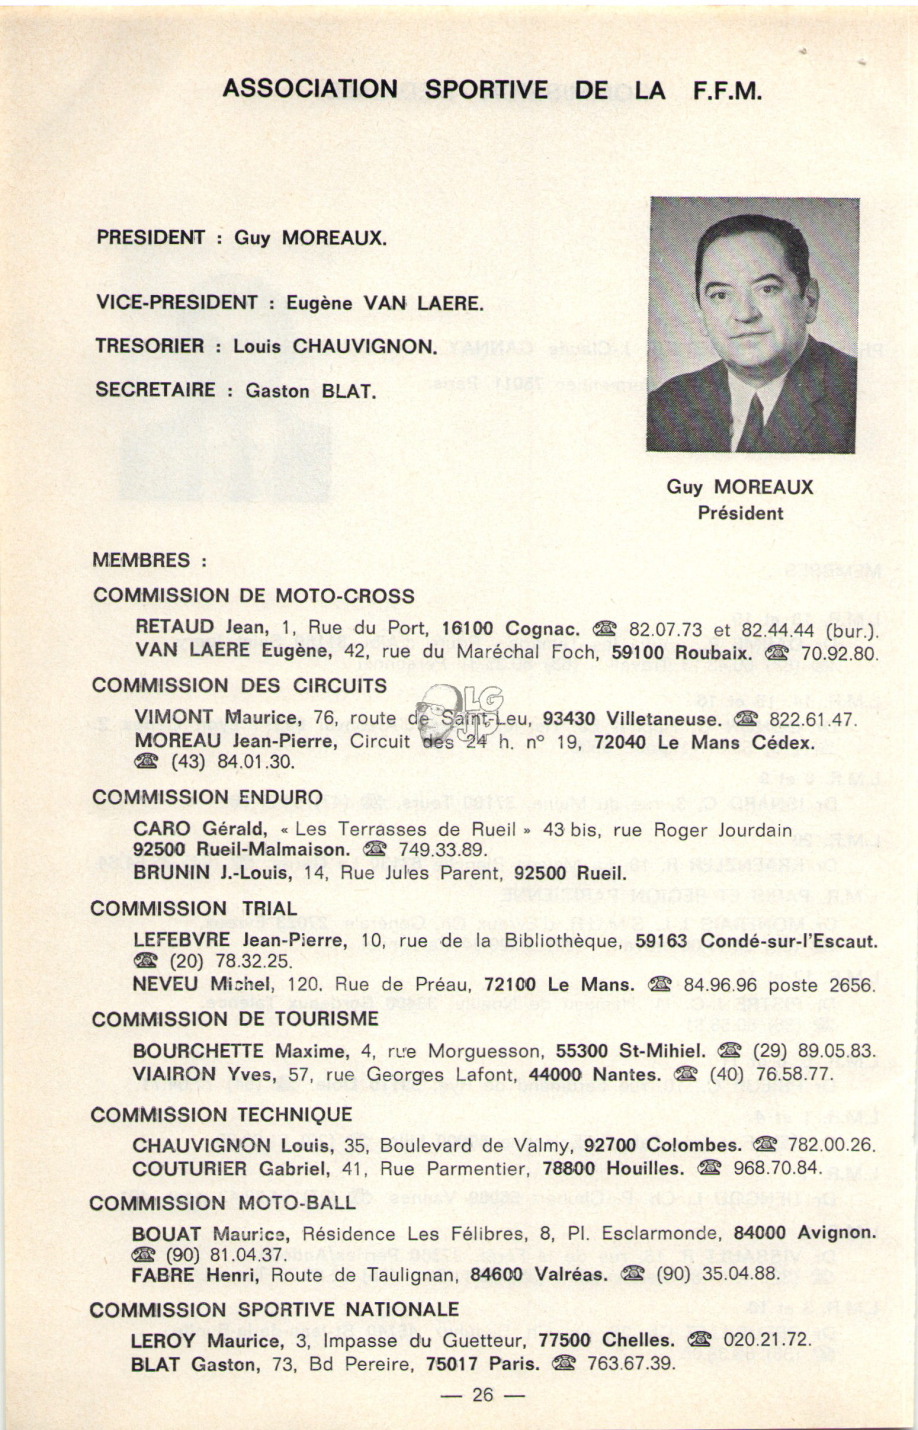 ASSOCIATION SPORTIVE DE LA F.F.M.
PRESIDENT : Guy MOREAUX.
VICE-PRESIDENT : Eugène VAN LAERE.
TRESORIER : Louis CHAUVIGNON.
SECRETAIRE : Gaston BLAT.
Guy MOREAUX
Président
MEMBRES :
COMMISSION DE MOTO-CROSS
RETAUD Jean, 1, Rue du Port, 16100 Cognac. ☎ 82.07.73 et 82.44.44 (bur.).
VAN LAERE Eugène, 42, rue du Maréchal Foch, 59100 Roubaix. ☎ 70.92.80.
COMMISSION DES CIRCUITS
VIMONT Maurice, 76, route de Saint-Leu, 93430 Villetaneuse. ☎ 822.61.47.
MOREAU Jean-Pierre, Circuit des 24 h. n° 19, 72040 Le Mans Cédex.
☎ (43) 84.01.30.
LG
JP
COMMISSION ENDURO
CARO Gérald, « Les Terrasses de Rueil » 43 bis, rue Roger Jourdain
92500 Rueil-Malmaison. ☎ 749.33.89.
BRUNIN J.-Louis, 14, Rue Jules Parent, 92500 Rueil.
COMMISSION TRIAL
LEFEBVRE Jean-Pierre, 10, rue de la Bibliothèque, 59163 Condé-sur-l'Escaut.
☎ (20) 78.32.25.
NEVEU Michel, 120. Rue de Préau, 72100 Le Mans. ☎ 84.96.96 poste 2656.
COMMISSION DE TOURISME
BOURCHETTE Maxime, 4, rue Morguesson, 55300 St-Mihiel. ☎ (29) 89.05.83.
VIAIRON Yves, 57, rue Georges Lafont, 44000 Nantes. ☎ (40) 76.58.77.
COMMISSION TECHNIQUE
CHAUVIGNON Louis, 35, Boulevard de Valmy, 92700 Colombes. ☎ 782.00.26.
COUTURIER Gabriel, 41, Rue Parmentier, 78800 Houilles. ☎ 968.70.84.
COMMISSION MOTO-BALL
BOUAT Maurice, Résidence Les Félibres, 8, Pl. Esclarmonde, 84000 Avignon.
☎ (90) 81.04.37.
FABRE Henri, Route de Taulignan, 84600 Valréas. ☎ (90) 35.04.88.
COMMISSION SPORTIVE NATIONALE
LEROY Maurice, 3, Impasse du Guetteur, 77500 Chelles. ☎ 020.21.72.
BLAT Gaston, 73, Bd Pereire, 75017 Paris. ☎ 763.67.39.
— 26 —